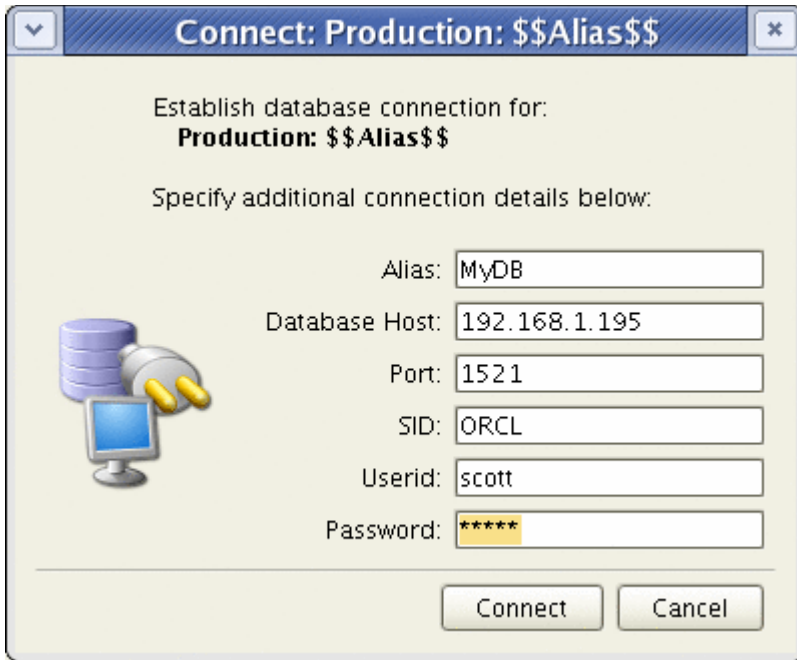 Connect: Production: $$Alias$$
Establish database connection for:
Production: $$Alias$$
Specify additional connection details below:
Alias: MyDB
Database Host: 192.168.1.195
Port: 1521
SID: ORCL
Userid: scott
Password: *****
Connect Cancel